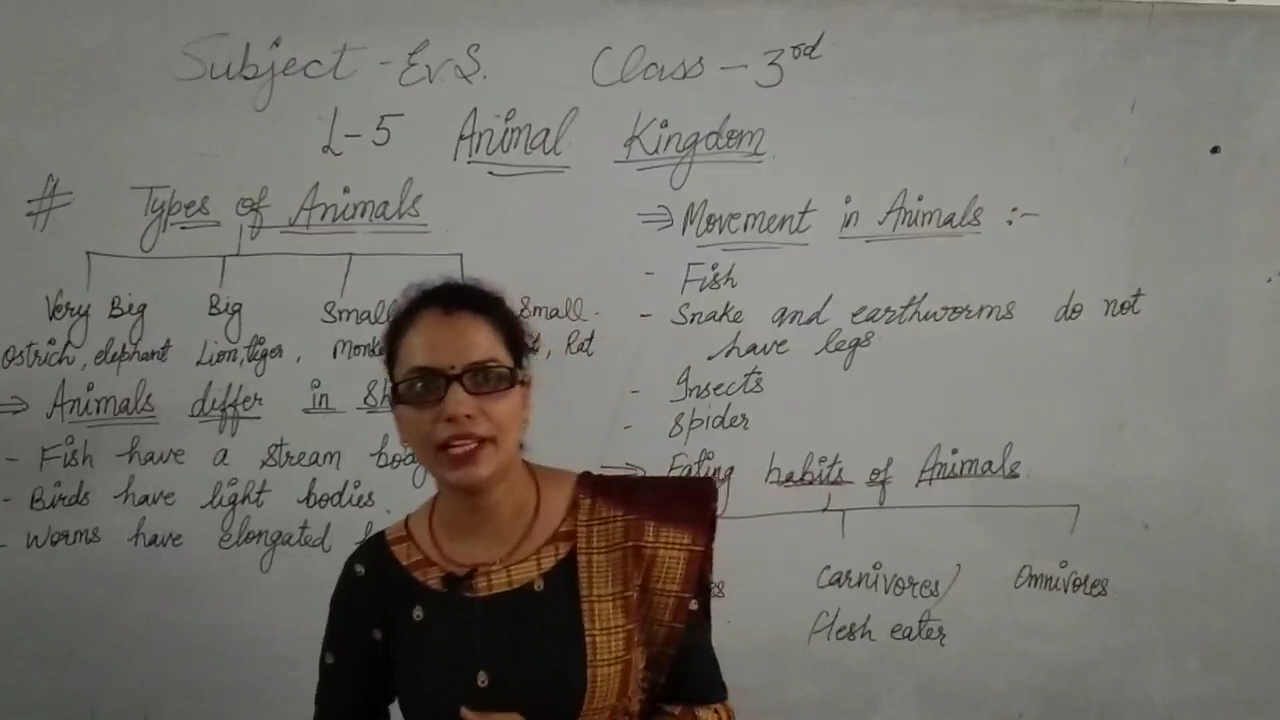 Subject - Ev.S. Class - 3rd
L-5 Animal Kingdom
# Types of Animals
Very Big Big Small Small.
Ostrich, elephant Lion, tiger, Rat
⇒ Animals differ in
- Fish have a stream
- Birds have light bodies.
- Worms have elongated
⇒ Movement in Animals :-
- Fish
- Snake and earthworms do not
have legs
- Insects
- Spider
⇒ Eating habits of Animals.
Carnivores/ Omnivores
flesh eater